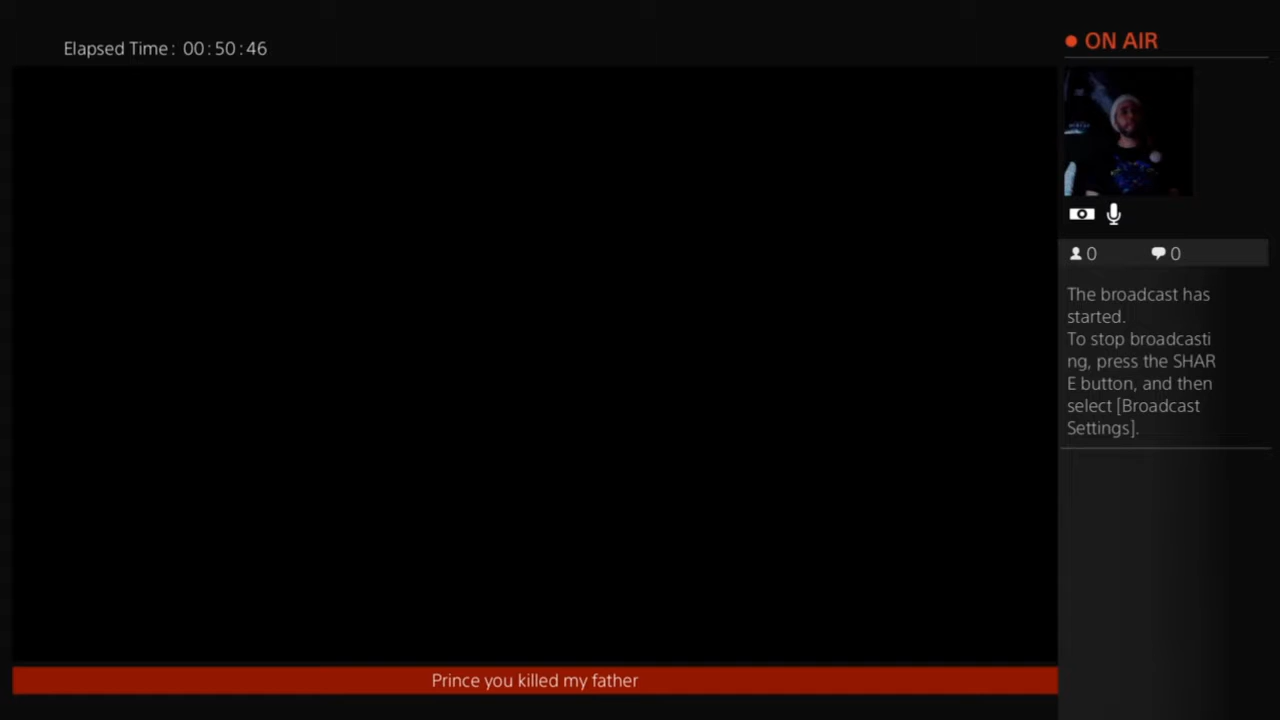 Elapsed Time: 00:50:46
ON AIR
0 0
The broadcast has
started.
To stop broadcasti
ng, press the SHAR
E button, and then
select [Broadcast
Settings].
Prince you killed my father